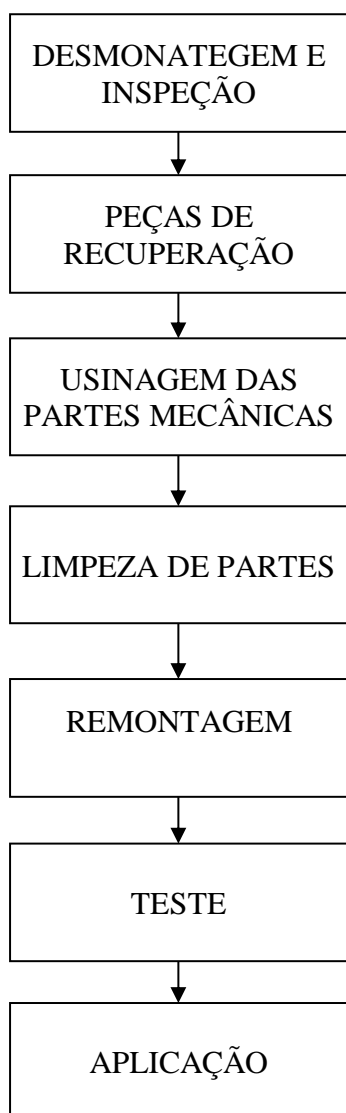 DESMONATEGEM E
INSPEÇÃO
PEÇAS DE
RECUPERAÇÃO
USINAGEM DAS
PARTES MECÂNICAS
LIMPEZA DE PARTES
REMONTAGEM
TESTE
APLICAÇÃO